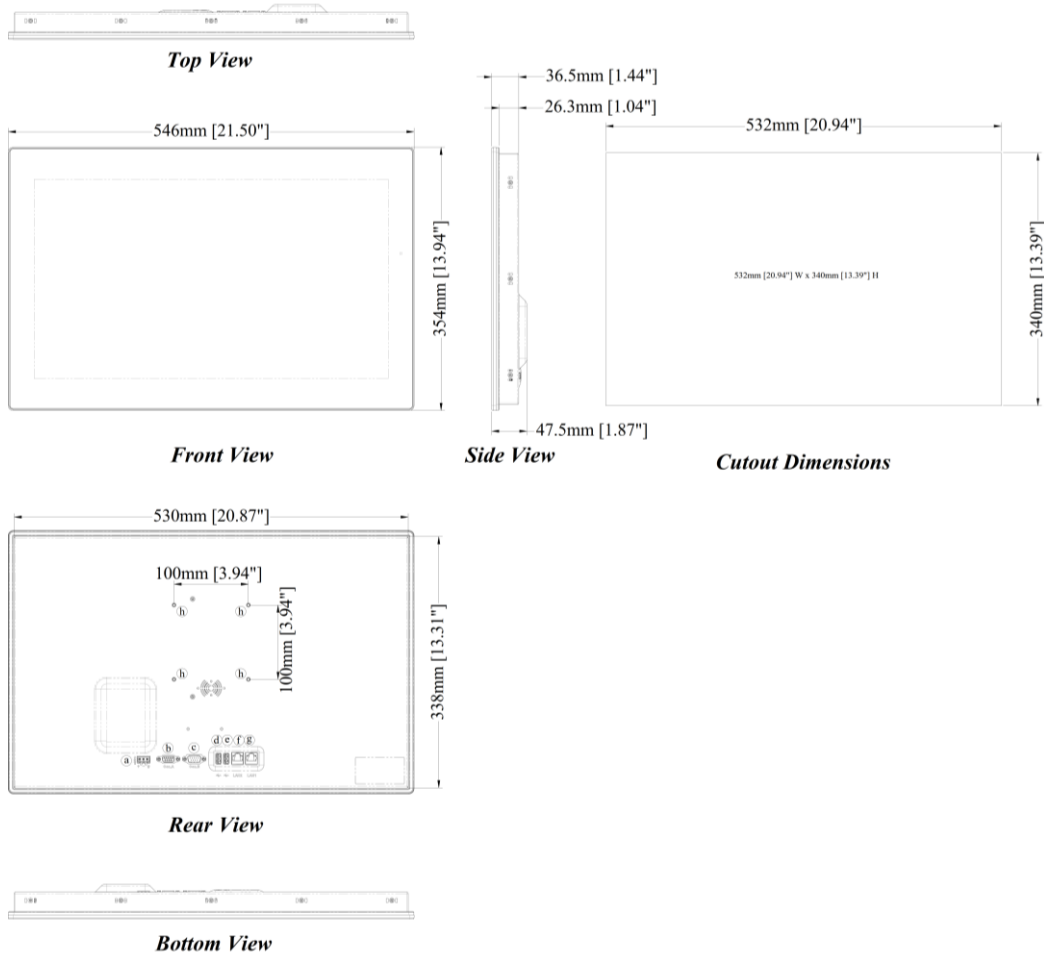 Top View
36.5mm [1.44"]
26.3mm [1.04"]
546mm [21.50"]
532mm [20.94"]
354mm [13.94"]
532mm [20.94"] W x 340mm [13.39"] H
340mm [13.39"]
47.5mm [1.87"]
Front View
Side View
Cutout Dimensions
530mm [20.87"]
100mm [3.94"]
h
h
100mm [3.94"]
h
h
338mm [13.31"]
d e f g
a b c
Rear View
Bottom View